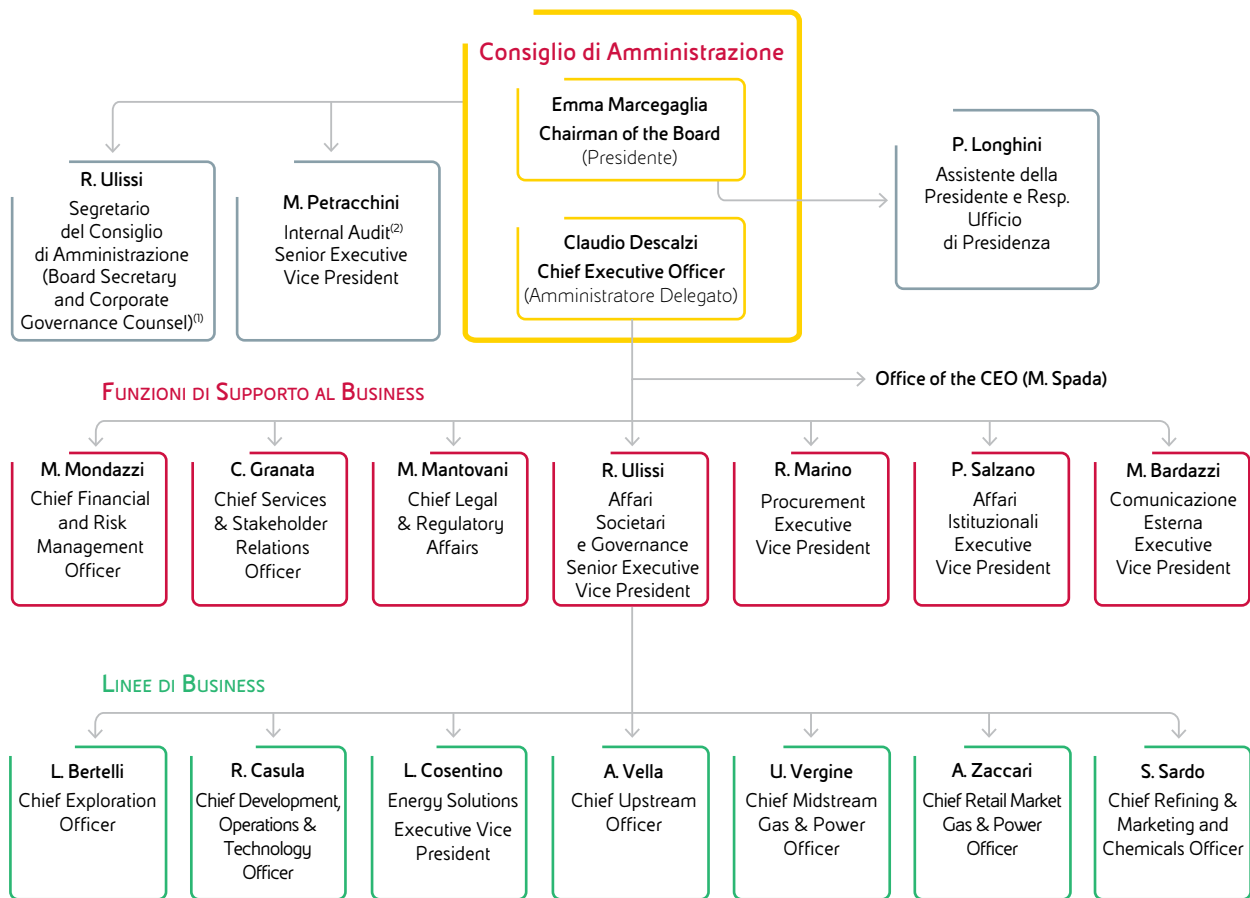 Consiglio di Amministrazione
Emma Marcegaglia
Chairman of the Board
(Presidente)
Claudio Descalzi
Chief Executive Officer
(Amministratore Delegato)
R. Ulissi
Segretario
del Consiglio
di Amministrazione
(Board Secretary
and Corporate
Governance Counsel)(1)
M. Petracchini
Internal Audit(2)
Senior Executive
Vice President
P. Longhini
Assistente della
Presidente e Resp.
Ufficio
di Presidenza
Office of the CEO (M. Spada)
Funzioni di Supporto al Business
M. Mondazzi
Chief Financial
and Risk
Management
Officer
C. Granata
Chief Services
& Stakeholder
Relations
Officer
M. Mantovani
Chief Legal
& Regulatory
Affairs
R. Ulissi
Affari
Societari
e Governance
Senior Executive
Vice President
R. Marino
Procurement
Executive
Vice President
P. Salzano
Affari
Istituzionali
Executive
Vice President
M. Bardazzi
Comunicazione
Esterna
Executive
Vice President
Linee di Business
L. Bertelli
Chief Exploration
Officer
R. Casula
Chief Development,
Operations &
Technology
Officer
L. Cosentino
Energy Solutions
Executive Vice
President
A. Vella
Chief Upstream
Officer
U. Vergine
Chief Midstream
Gas & Power
Officer
A. Zaccari
Chief Retail Market
Gas & Power
Officer
S. Sardo
Chief Refining &
Marketing and
Chemicals Officer